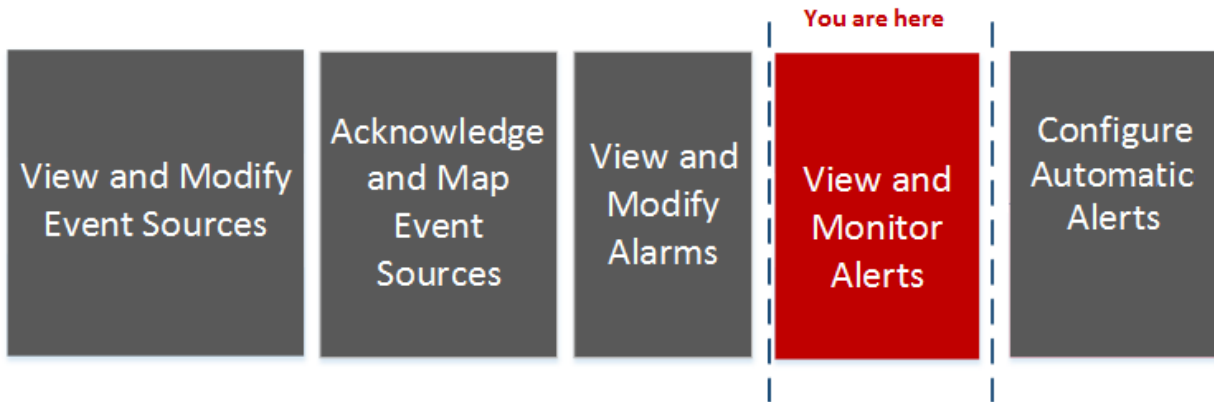 You are here
View and Modify
Event Sources
Acknowledge
and Map
Event
Sources
View and
Modify
Alarms
View and
Monitor
Alerts
Configure
Automatic
Alerts